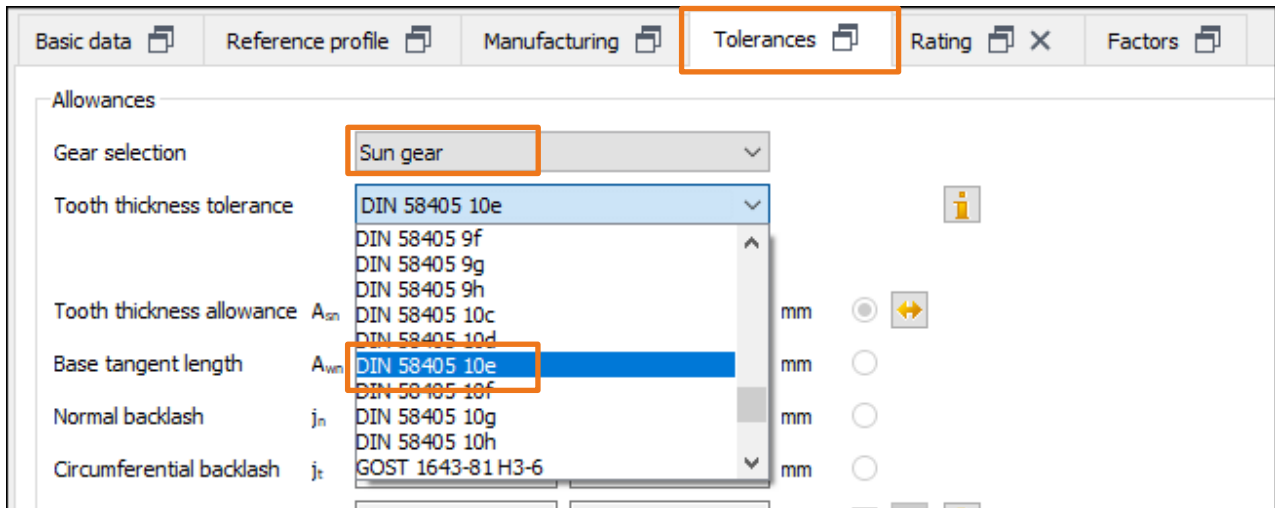 Basic data Reference profile Manufacturing Tolerances Rating Factors
Allowances
Gear selection Sun gear
Tooth thickness tolerance DIN 58405 10e
DIN 58405 9f
DIN 58405 9g
DIN 58405 9h
Tooth thickness allowance Asn DIN 58405 10c mm
DIN 58405 10d
Base tangent length Awn DIN 58405 10e mm
DIN 58405 10f
Normal backlash jn DIN 58405 10g mm
DIN 58405 10h
Circumferential backlash jt GOST 1643-81 H3-6 mm